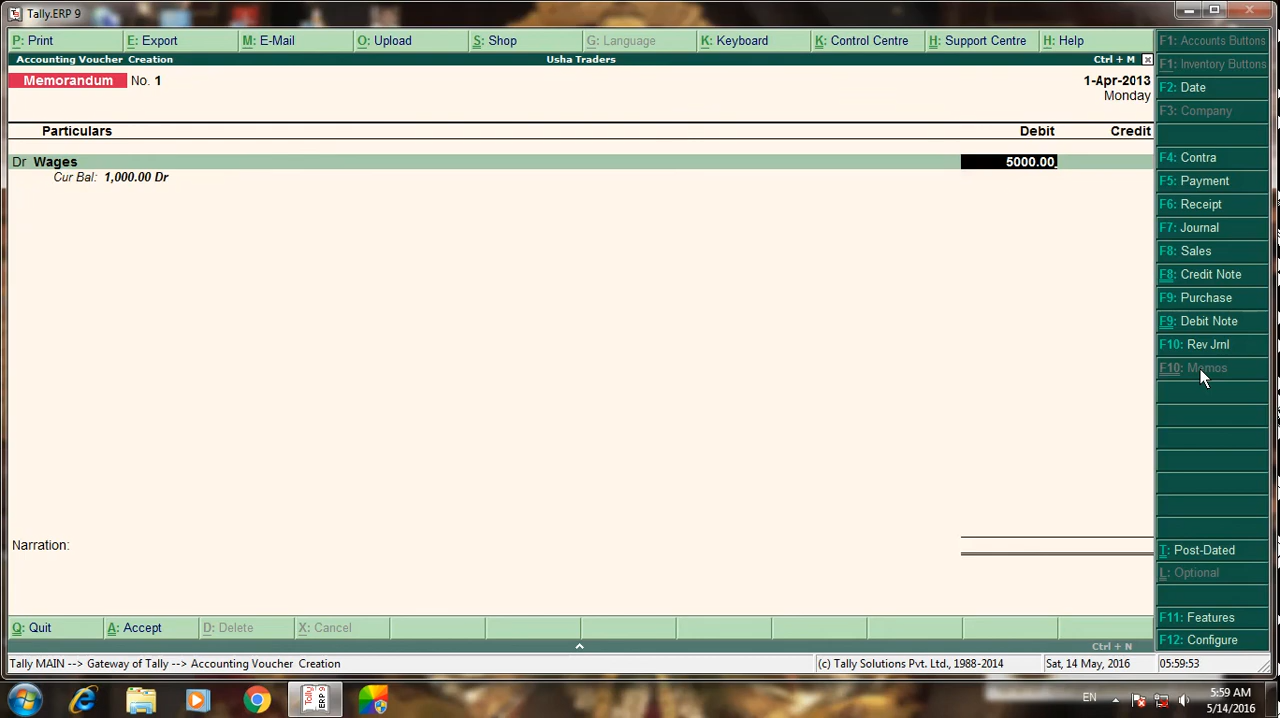 Tally.ERP 9
P: Print E: Export M: E-Mail O: Upload S: Shop G: Language K: Keyboard K: Control Centre H: Support Centre H: Help
Accounting Voucher Creation Usha Traders Ctrl + M
Memorandum No. 1 1-Apr-2013
Monday
Particulars Debit Credit
Dr Wages 5000.00
Cur Bal: 1,000.00 Dr
Narration:
F1: Accounts Buttons
F1: Inventory Buttons
F2: Date
F3: Company
F4: Contra
F5: Payment
F6: Receipt
F7: Journal
F8: Sales
F8: Credit Note
F9: Purchase
F9: Debit Note
F10: Rev Jrnl
F10: Memos
T: Post-Dated
L: Optional
F11: Features
F12: Configure
Q: Quit A: Accept D: Delete X: Cancel
Ctrl + N
Tally MAIN --> Gateway of Tally --> Accounting Voucher Creation (c) Tally Solutions Pvt. Ltd., 1988-2014 Sat, 14 May, 2016 05:59:53
EN 5:59 AM
5/14/2016